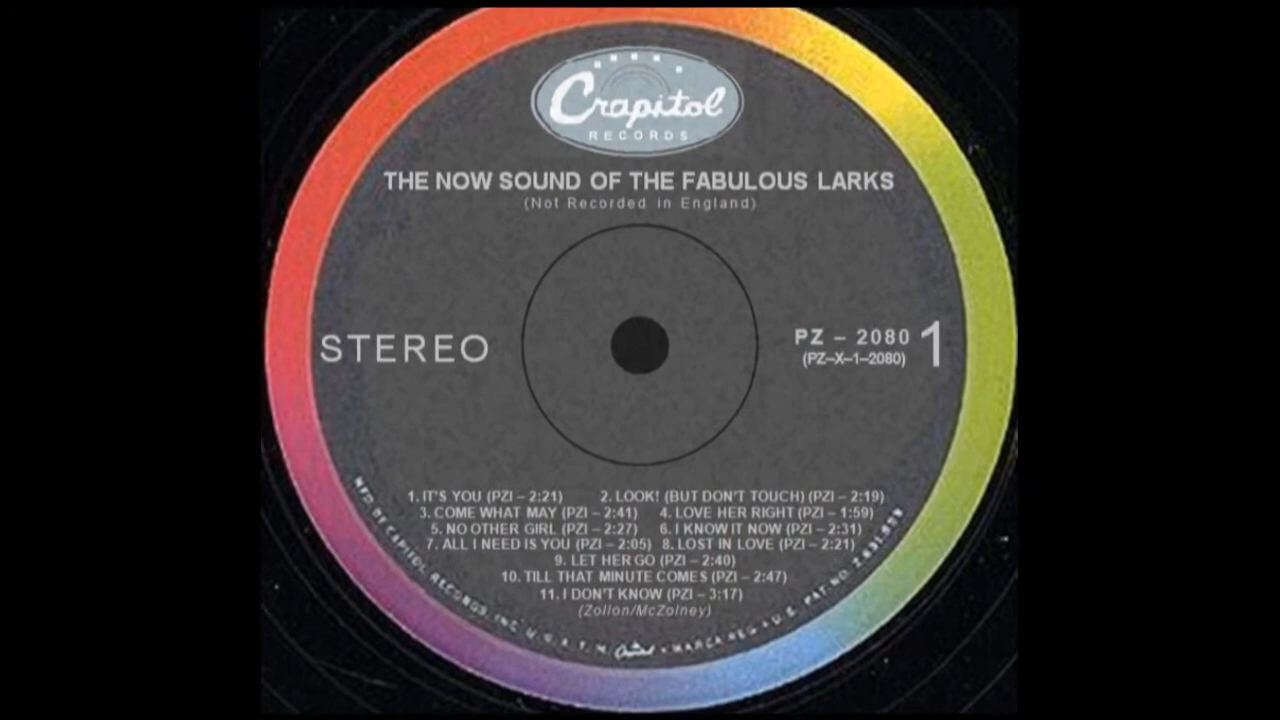 Crapitol
RECORDS
THE NOW SOUND OF THE FABULOUS LARKS
(Not Recorded in England)
STEREO
PZ – 2080
(PZ–X–1–2080)
1
1. IT'S YOU (PZI – 2:21) 2. LOOK! (BUT DON'T TOUCH) (PZI – 2:19)
3. COME WHAT MAY (PZI – 2:41) 4. LOVE HER RIGHT (PZI – 1:59)
5. NO OTHER GIRL (PZI – 2:27) 6. I KNOW IT NOW (PZI – 2:31)
7. ALL I NEED IS YOU (PZI – 2:05) 8. LOST IN LOVE (PZI – 2:21)
9. LET HER GO (PZI – 2:40)
10. TILL THAT MINUTE COMES (PZI – 2:47)
11. I DON'T KNOW (PZI – 3:17)
(Zollon/McZolney)
MFD. BY CAPITOL RECORDS, INC. U. S. A. Capitol • MARCA REG. • U.S. PAT. NO.